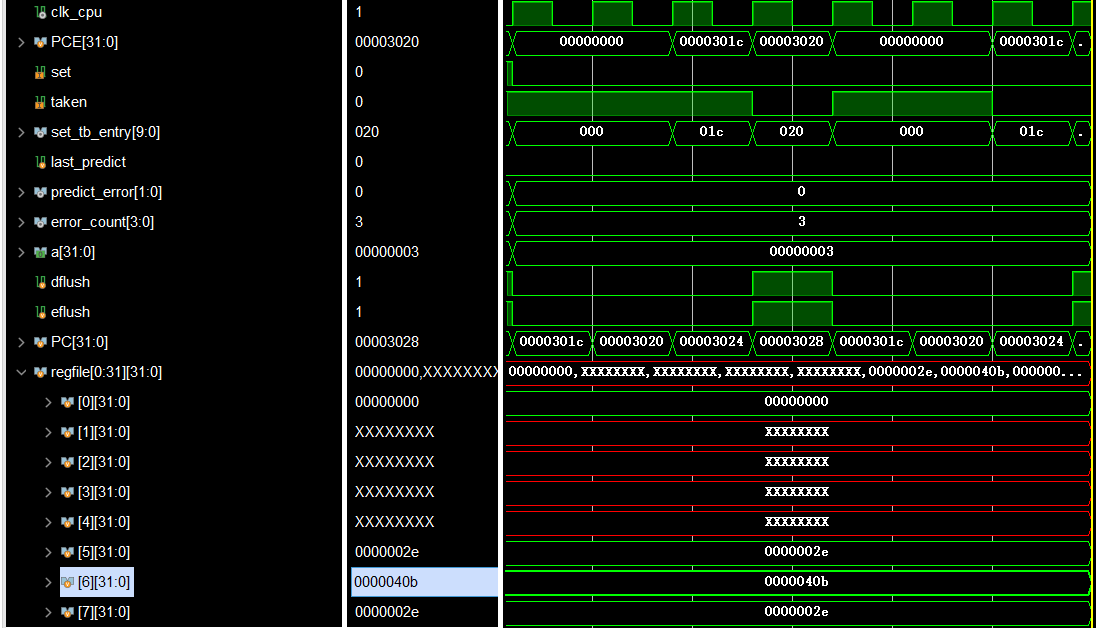 clk_cpu 1
PCE[31:0] 00003020 00000000 0000301c 00003020 00000000 0000301c .
set 0
taken 0
set_tb_entry[9:0] 020 000 01c 020 000 01c .
last_predict 0
predict_error[1:0] 0 0
error_count[3:0] 3 3
a[31:0] 00000003 00000003
dflush 1
eflush 1
PC[31:0] 00003028 0000301c 00003020 00003024 00003028 0000301c 00003020 00003024 .
regfile[0:31][31:0] 00000000,XXXXXXXX 00000000,XXXXXXXX,XXXXXXXX,XXXXXXXX,XXXXXXXX,0000002e,0000040b,000000...
[0][31:0] 00000000 00000000
[1][31:0] XXXXXXXX XXXXXXXX
[2][31:0] XXXXXXXX XXXXXXXX
[3][31:0] XXXXXXXX XXXXXXXX
[4][31:0] XXXXXXXX XXXXXXXX
[5][31:0] 0000002e 0000002e
[6][31:0] 0000040b 0000040b
[7][31:0] 0000002e 0000002e